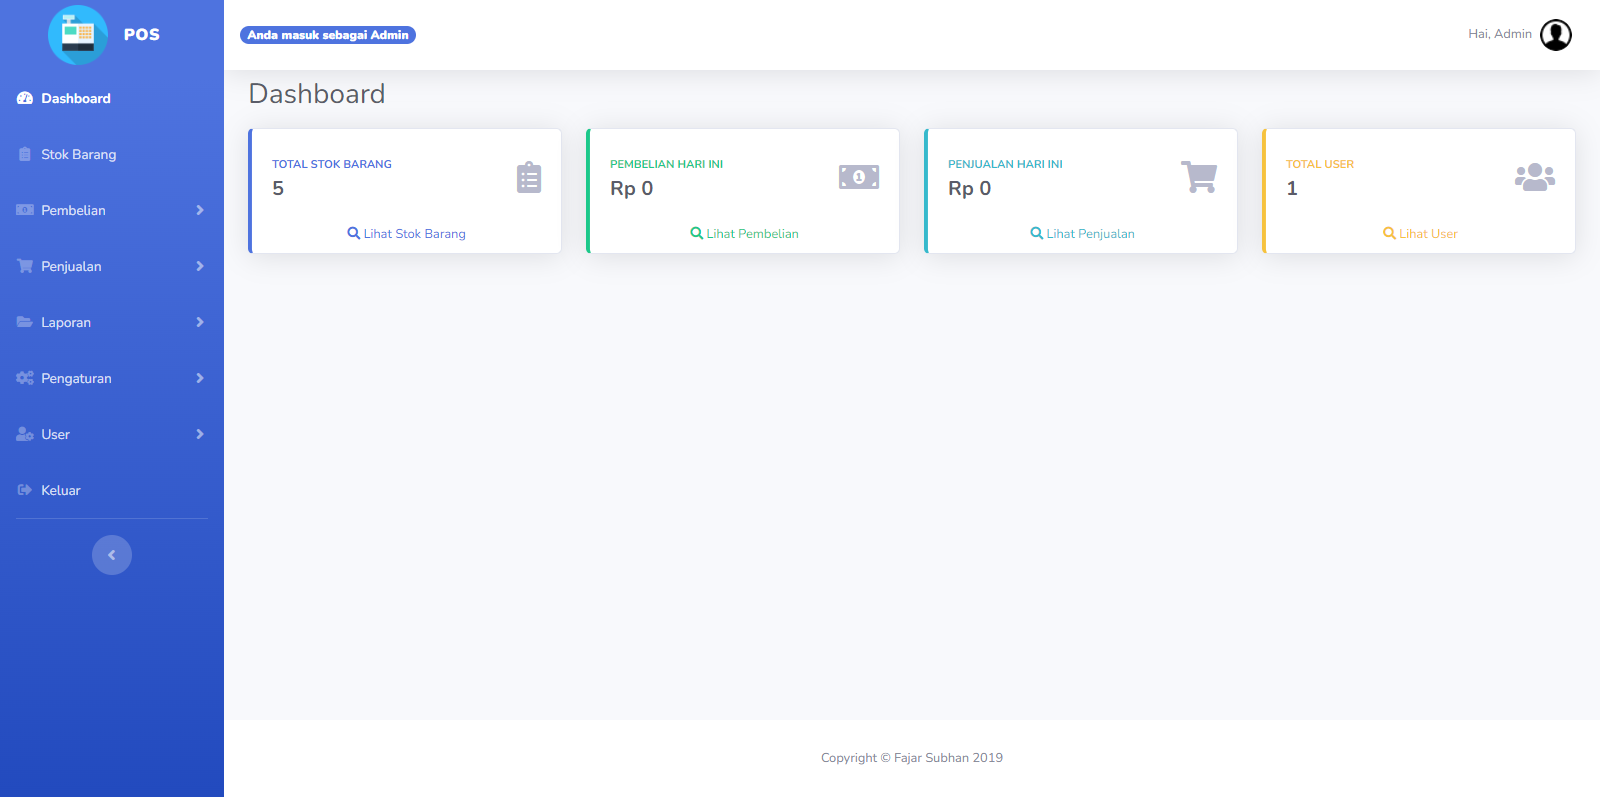 POS
Anda masuk sebagai Admin
Hai, Admin
Dashboard
Stok Barang
Pembelian
Penjualan
Laporan
Pengaturan
User
Keluar
Dashboard
TOTAL STOK BARANG
5
Lihat Stok Barang
PEMBELIAN HARI INI
Rp 0
1
Lihat Pembelian
PENJUALAN HARI INI
Rp 0
Lihat Penjualan
TOTAL USER
1
Lihat User
Copyright © Fajar Subhan 2019